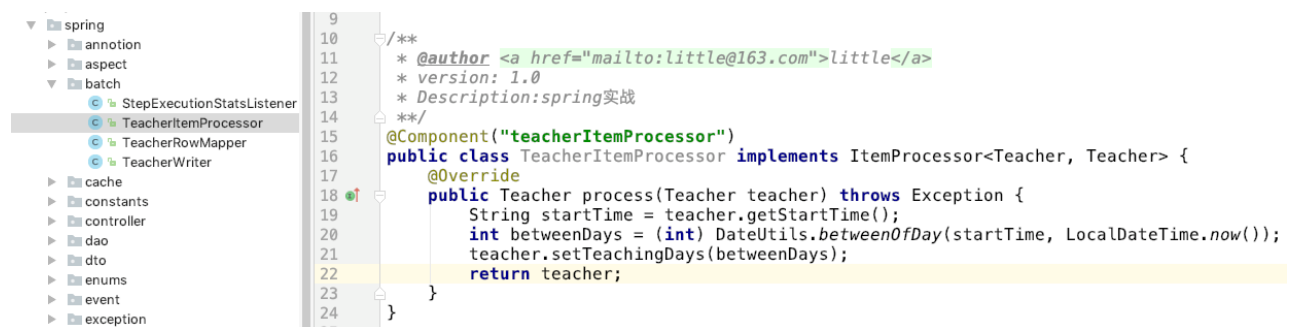 spring
annotion
aspect
batch
StepExecutionStatsListener
TeacherItemProcessor
TeacherRowMapper
TeacherWriter
cache
constants
controller
dao
dto
enums
event
exception
9
10 /**
11 * @author <a href="mailto:little@163.com">little</a>
12 * version: 1.0
13 * Description:spring实战
14 **/
15 @Component("teacherItemProcessor")
16 public class TeacherItemProcessor implements ItemProcessor<Teacher, Teacher> {
17 @Override
18 public Teacher process(Teacher teacher) throws Exception {
19 String startTime = teacher.getStartTime();
20 int betweenDays = (int) DateUtils.betweenOfDay(startTime, LocalDateTime.now());
21 teacher.setTeachingDays(betweenDays);
22 return teacher;
23 }
24 }